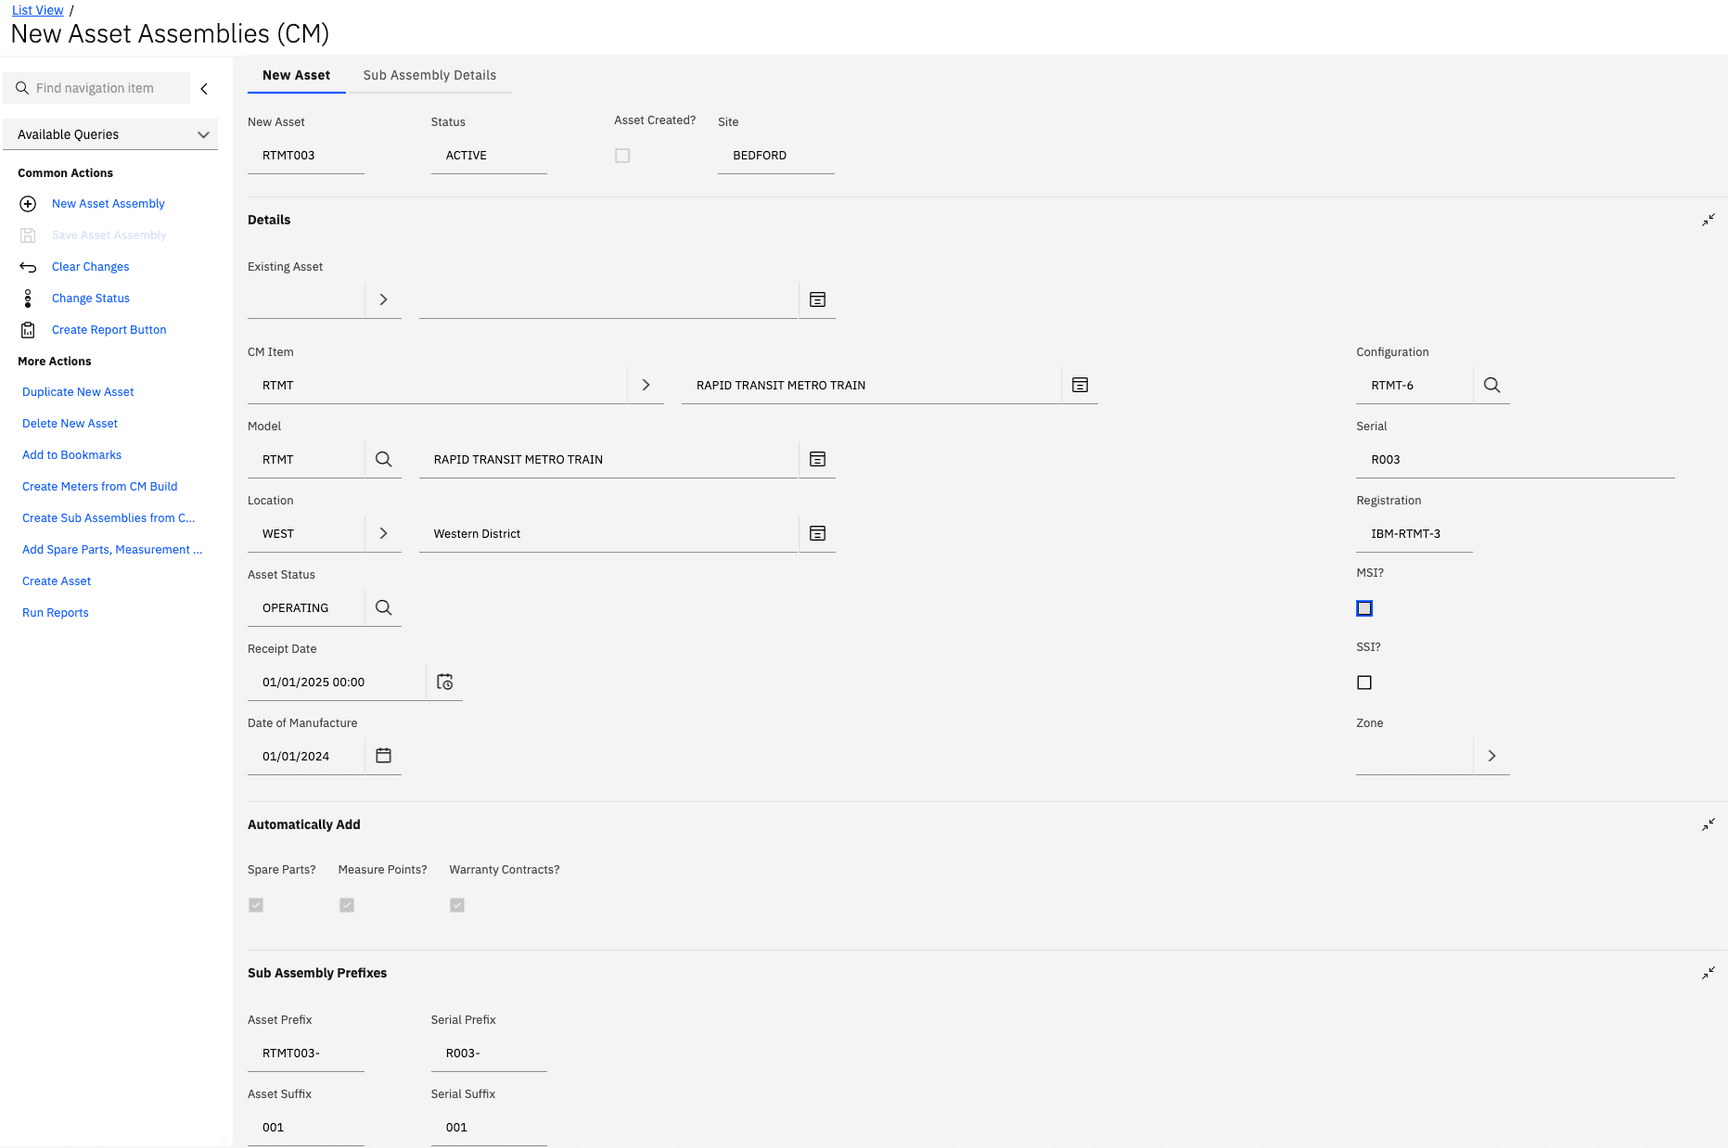 List View /
New Asset Assemblies (CM)
Find navigation item
Available Queries
Common Actions
New Asset Assembly
Save Asset Assembly
Clear Changes
Change Status
Create Report Button
More Actions
Duplicate New Asset
Delete New Asset
Add to Bookmarks
Create Meters from CM Build
Create Sub Assemblies from C...
Add Spare Parts, Measurement ...
Create Asset
Run Reports
New Asset Sub Assembly Details
New Asset Status Asset Created? Site
RTMT003 ACTIVE BEDFORD
Details
Existing Asset
CM Item Configuration
RTMT RAPID TRANSIT METRO TRAIN RTMT-6
Model Serial
RTMT RAPID TRANSIT METRO TRAIN R003
Location Registration
WEST Western District IBM-RTMT-3
Asset Status MSI?
OPERATING
Receipt Date SSI?
01/01/2025 00:00
Date of Manufacture Zone
01/01/2024
Automatically Add
Spare Parts? Measure Points? Warranty Contracts?
Sub Assembly Prefixes
Asset Prefix Serial Prefix
RTMT003- R003-
Asset Suffix Serial Suffix
001 001